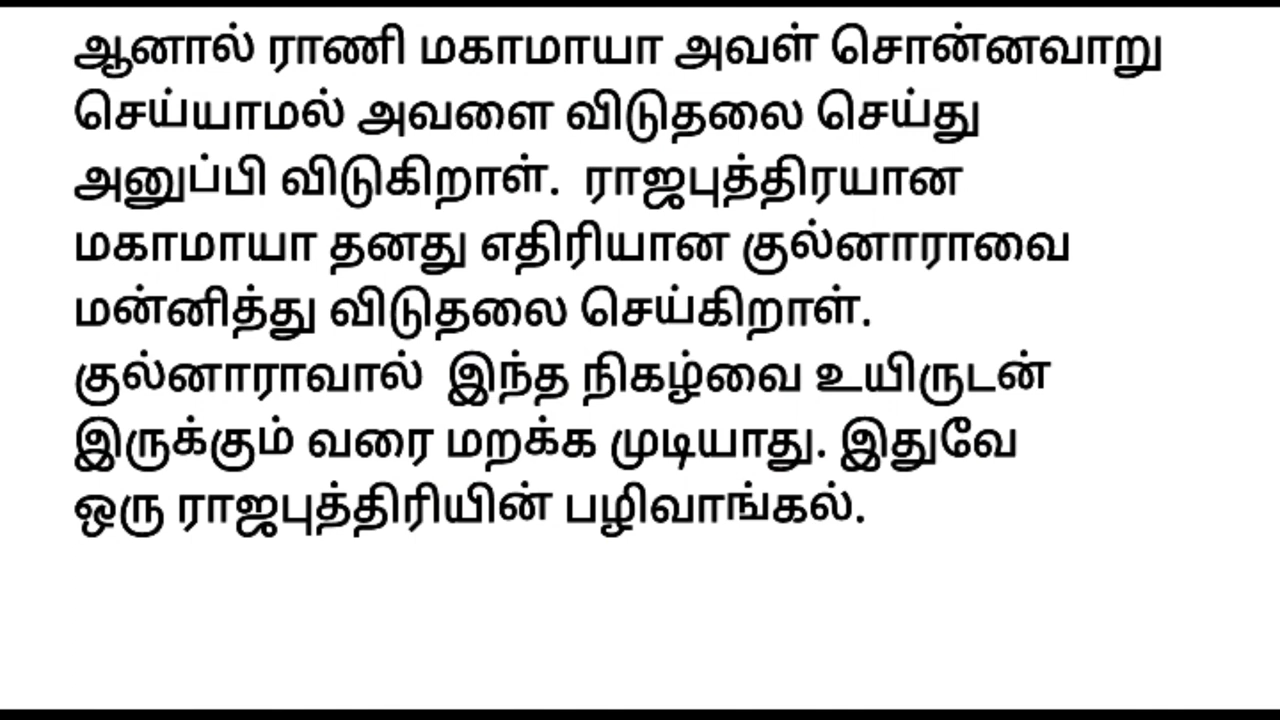 ஆனால் ராணி மகாமாயா அவள் சொன்னவாறு
செய்யாமல் அவளை விடுதலை செய்து
அனுப்பி விடுகிறாள். ராஜபுத்திரயான
மகாமாயா தனது எதிரியான குல்னாராவை
மன்னித்து விடுதலை செய்கிறாள்.
குல்னாராவால் இந்த நிகழ்வை உயிருடன்
இருக்கும் வரை மறக்க முடியாது. இதுவே
ஒரு ராஜபுத்திரியின் பழிவாங்கல்.